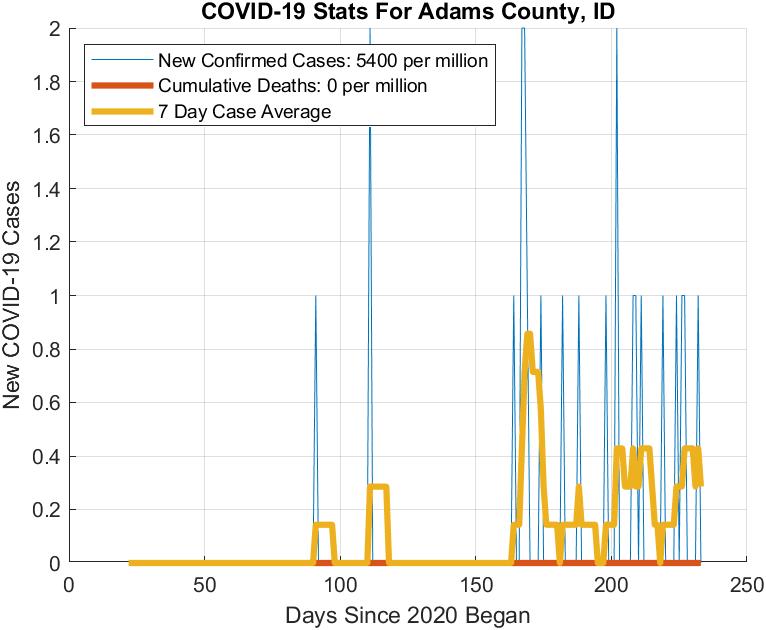 COVID-19 Stats For Adams County, ID
New Confirmed Cases: 5400 per million
Cumulative Deaths: 0 per million
7 Day Case Average
New COVID-19 Cases
2
1.8
1.6
1.4
1.2
1
0.8
0.6
0.4
0.2
0
0 50 100 150 200 250
Days Since 2020 Began